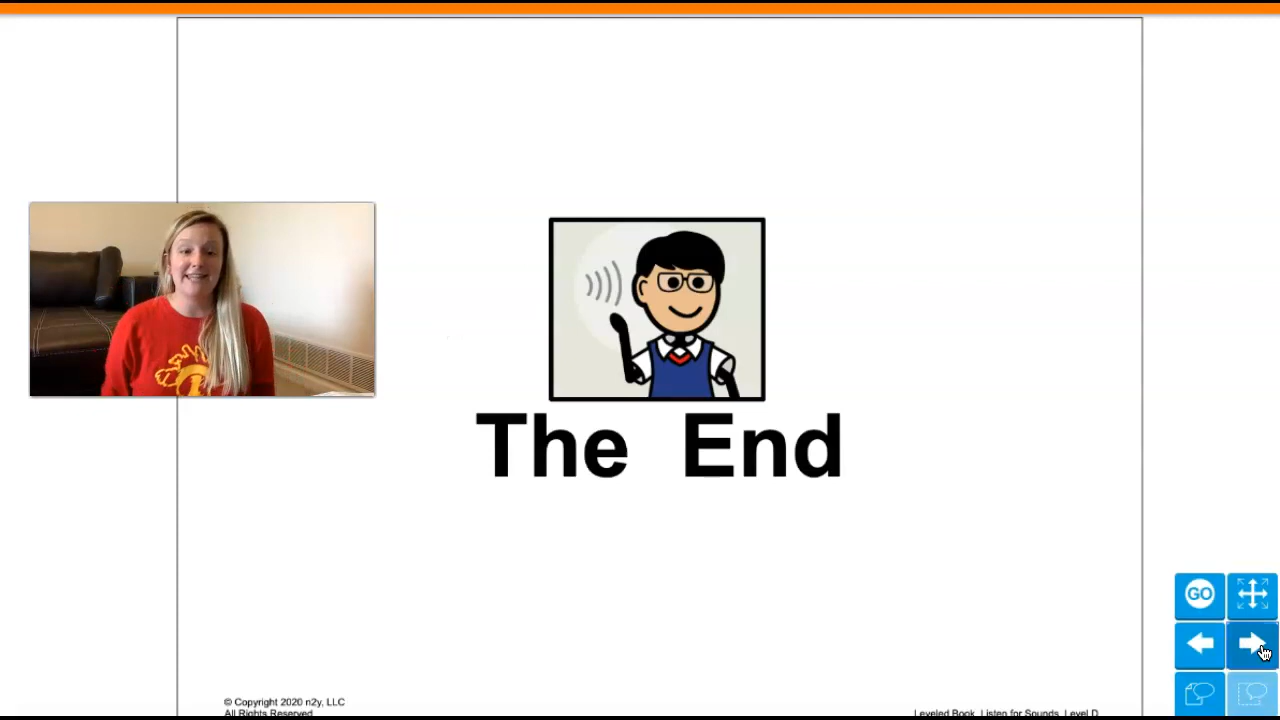 The End
GO
© Copyright 2020 n2y, LLC
All Rights Reserved
Leveled Book, Listen for Sounds, Level D